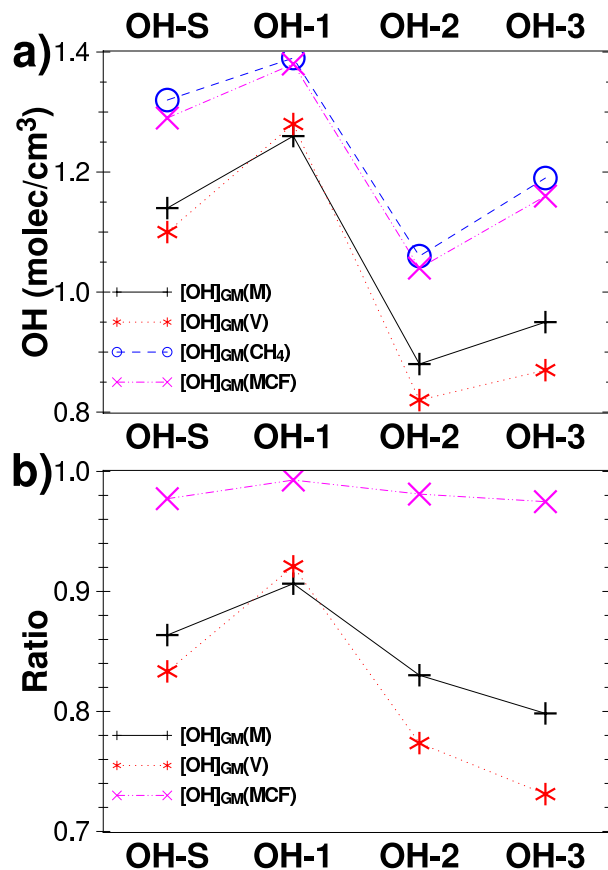 OH-S OH-1 OH-2 OH-3
a)
1.4
1.2
1.0
0.8
OH (molec/cm³)
[OH]GM(M)
[OH]GM(V)
[OH]GM(CH₄)
[OH]GM(MCF)
OH-S OH-1 OH-2 OH-3
b)
1.0
0.9
0.8
0.7
Ratio
[OH]GM(M)
[OH]GM(V)
[OH]GM(MCF)
OH-S OH-1 OH-2 OH-3